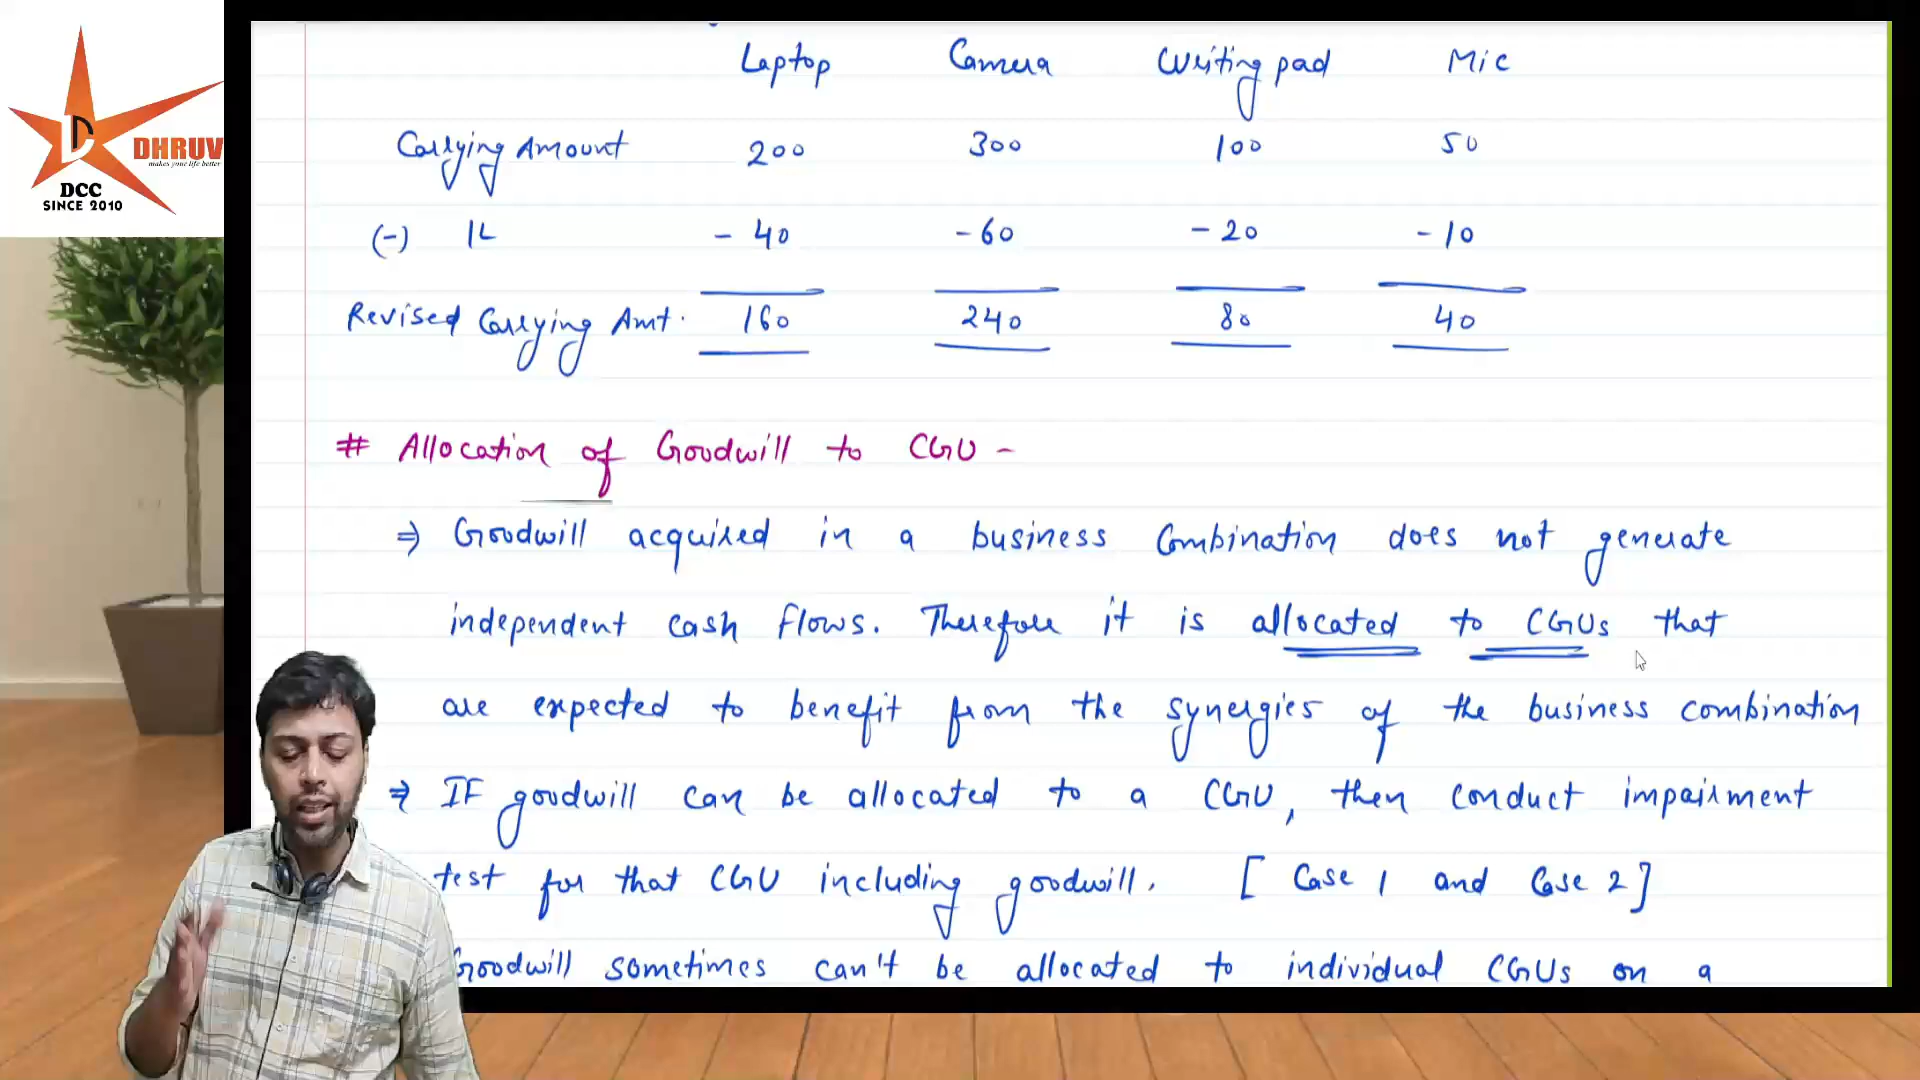 Laptop Camera Writing pad Mic
Carrying Amount 200 300 100 50
(-) IL - 40 - 60 - 20 - 10
Revised Carrying Amt. 160 240 80 40
# Allocation of Goodwill to CGU -
⇒ Goodwill acquired in a business Combination does not generate
independent cash flows. Therefore it is allocated to CGUs that
are expected to benefit from the synergies of the business combination
⇒ IF goodwill can be allocated to a CGU, then conduct impairment
test for that CGU including goodwill. [ Case 1 and Case 2 ]
Goodwill sometimes can't be allocated to individual CGUs on a
DC
DHRUV
makes your life better
DCC
SINCE 2010